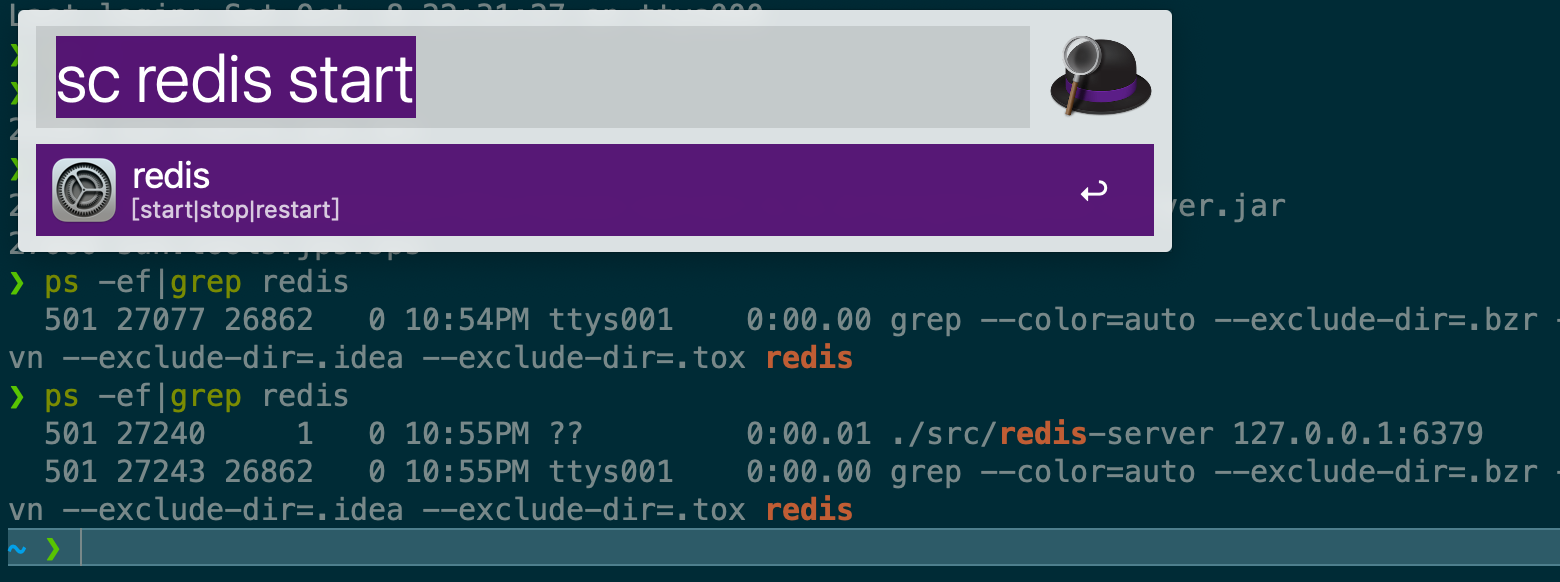 sc redis start
redis
[start|stop|restart]
ver.jar
❯ ps -ef|grep redis
501 27077 26862 0 10:54PM ttys001 0:00.00 grep --color=auto --exclude-dir=.bzr
vn --exclude-dir=.idea --exclude-dir=.tox redis
❯ ps -ef|grep redis
501 27240 1 0 10:55PM ?? 0:00.01 ./src/redis-server 127.0.0.1:6379
501 27243 26862 0 10:55PM ttys001 0:00.00 grep --color=auto --exclude-dir=.bzr
vn --exclude-dir=.idea --exclude-dir=.tox redis
~ ❯